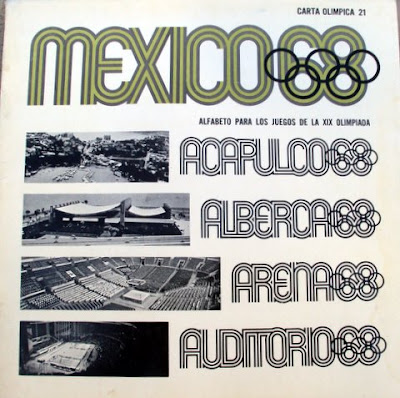 CARTA OLIMPICA 21
MEXICO68
ALFABETO PARA LOS JUEGOS DE LA XIX OLIMPIADA
ACAPULCO68
ALBERCA68
ARENA68
AUDITORIO68